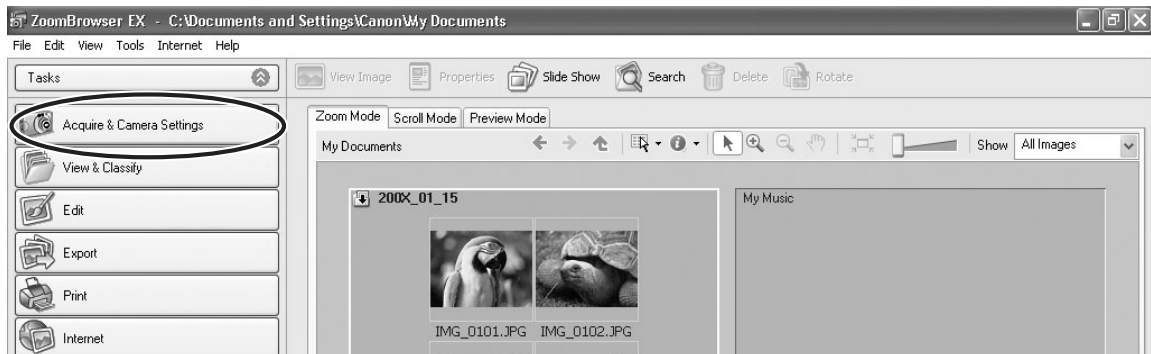 ZoomBrowser EX - C:\Documents and Settings\Canon\My Documents
File Edit View Tools Internet Help
Tasks
View Image Properties Slide Show Search Delete Rotate
Acquire & Camera Settings
View & Classify
Edit
Export
Print
Internet
Zoom Mode Scroll Mode Preview Mode
My Documents Show All Images
200X_01_15
My Music
IMG_0101.JPG IMG_0102.JPG